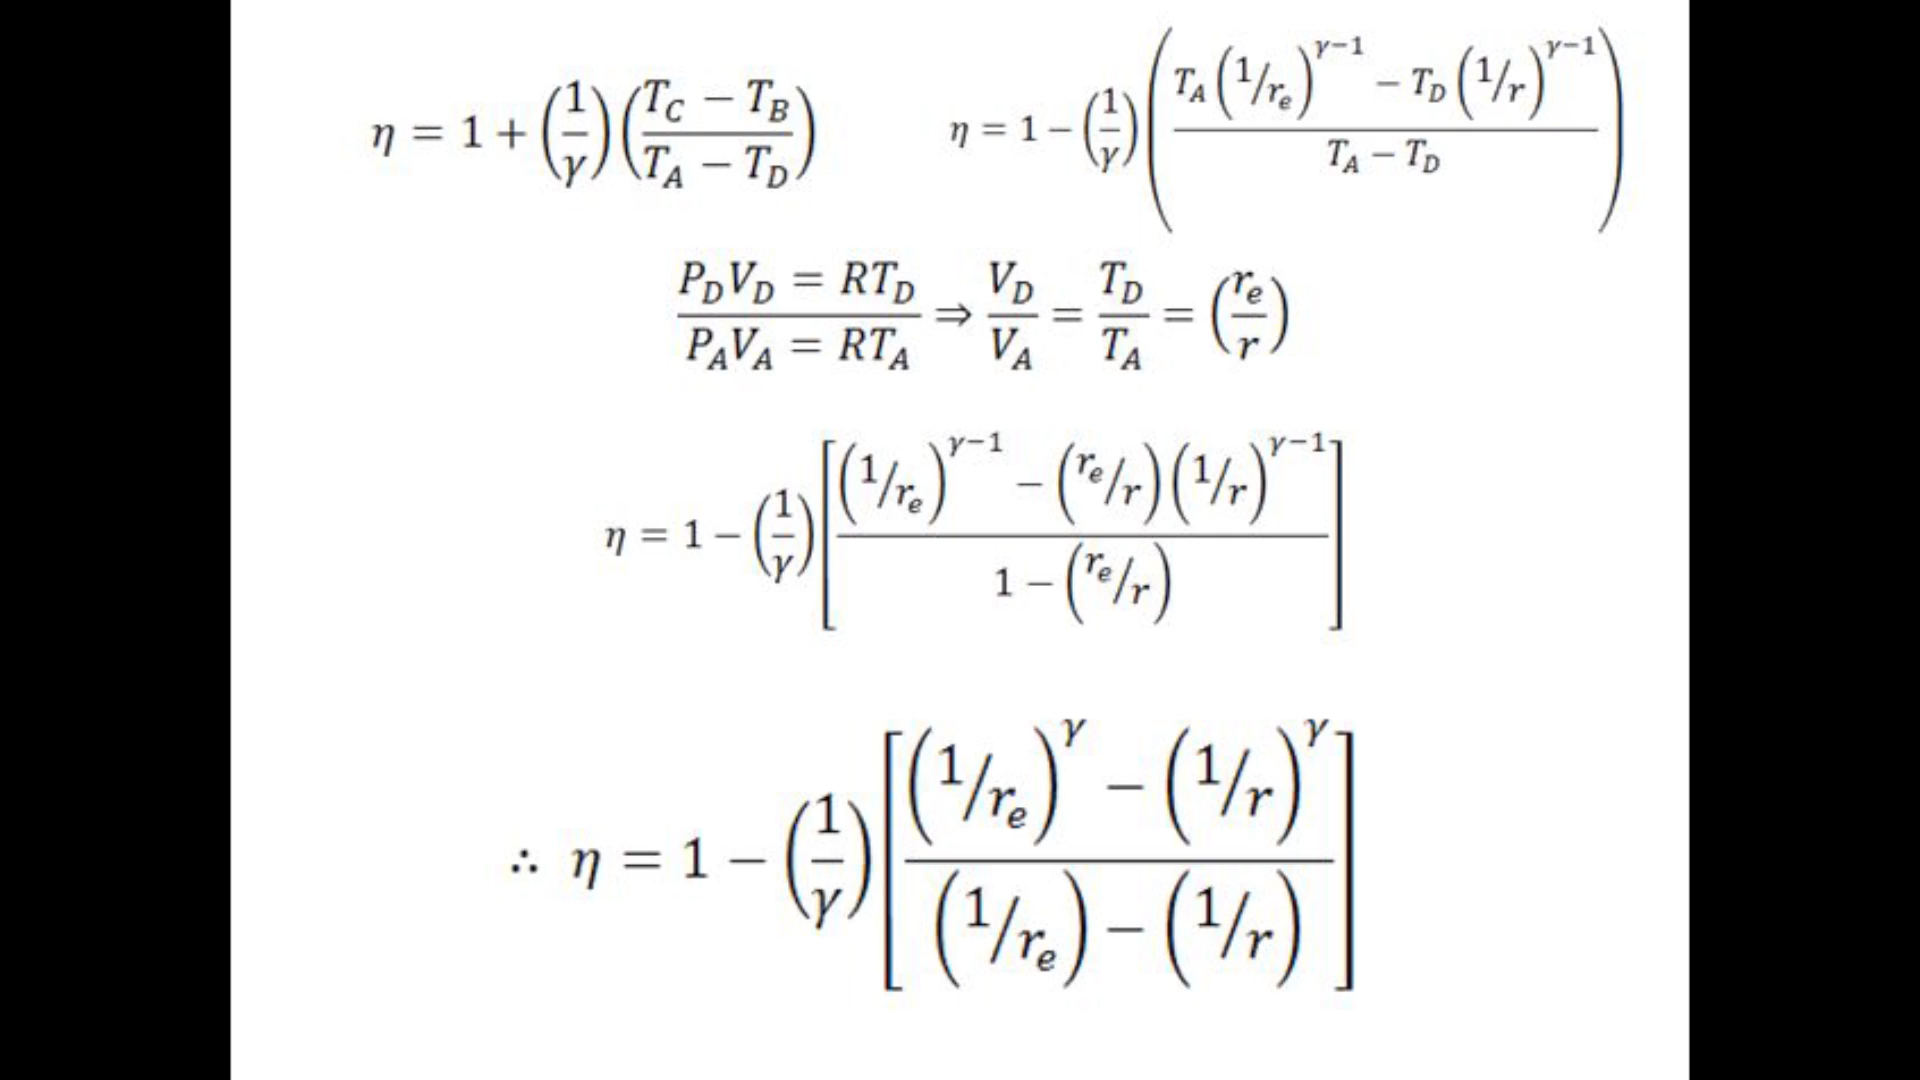 η = 1 + (1/γ) ((T_C − T_B)/(T_A − T_D))
η = 1 − (1/γ) ((T_A (1/r_e)^(γ−1) − T_D (1/r)^(γ−1))/(T_A − T_D))
(P_D V_D = RT_D)/(P_A V_A = RT_A) ⇒ V_D/V_A = T_D/T_A = (r_e/r)
η = 1 − (1/γ) [((1/r_e)^(γ−1) − (r_e/r)(1/r)^(γ−1))/(1 − (r_e/r))]
∴ η = 1 − (1/γ) [((1/r_e)^γ − (1/r)^γ)/((1/r_e) − (1/r))]